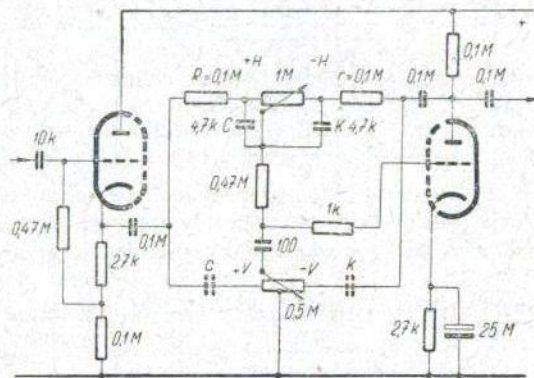 +
0,1M
+H
-H
R=0,1M
1M
r=0,1M
0,1M
0,1M
4,7k C
K 4,7k
10k
0,47M
0,1M
1k
0,47M
100
2,7k
C
+V
-V
k
0,5M
0,1M
2,7k
25M